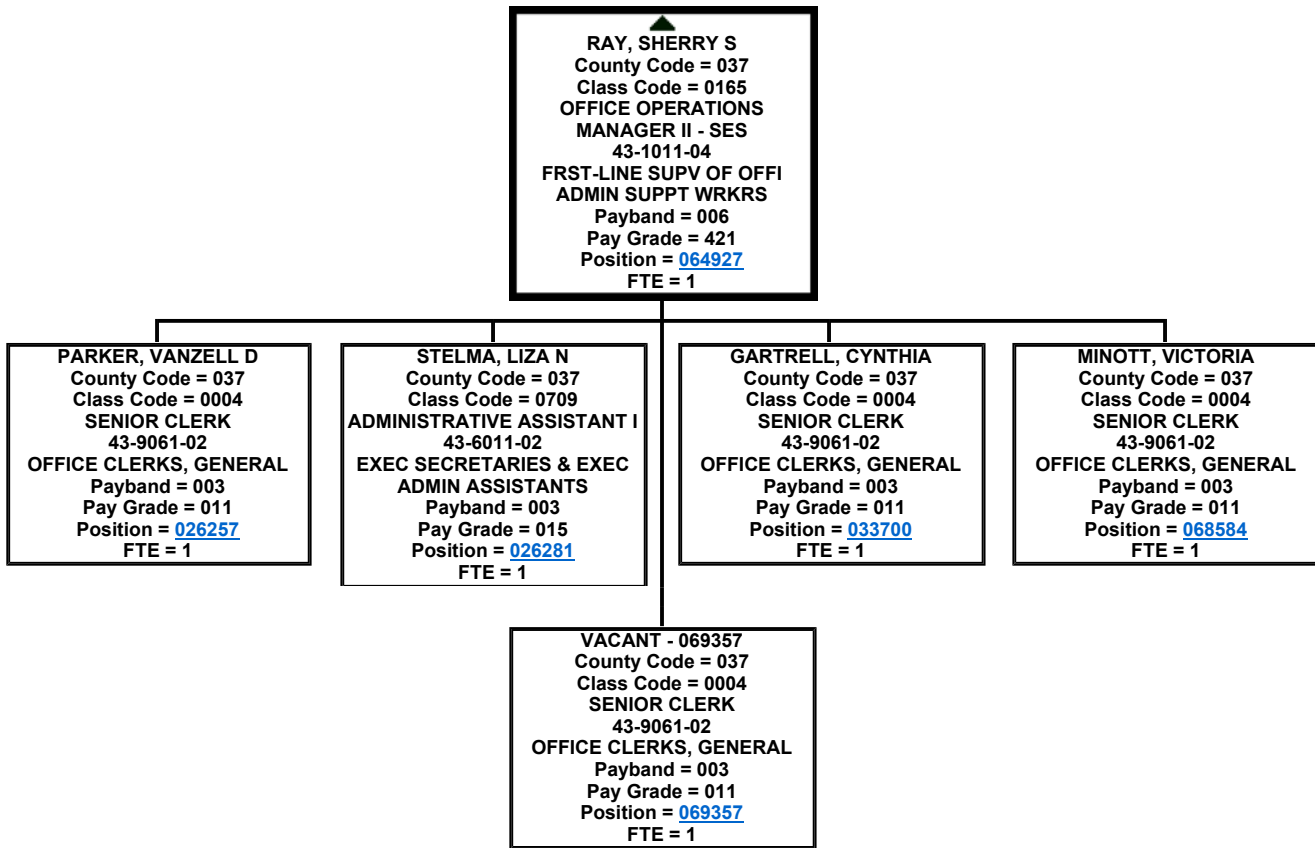 RAY, SHERRY S
County Code = 037
Class Code = 0165
OFFICE OPERATIONS
MANAGER II - SES
43-1011-04
FRST-LINE SUPV OF OFFI
ADMIN SUPPT WRKRS
Payband = 006
Pay Grade = 421
Position = 064927
FTE = 1
PARKER, VANZELL D
County Code = 037
Class Code = 0004
SENIOR CLERK
43-9061-02
OFFICE CLERKS, GENERAL
Payband = 003
Pay Grade = 011
Position = 026257
FTE = 1
STELMA, LIZA N
County Code = 037
Class Code = 0709
ADMINISTRATIVE ASSISTANT I
43-6011-02
EXEC SECRETARIES & EXEC
ADMIN ASSISTANTS
Payband = 003
Pay Grade = 015
Position = 026281
FTE = 1
GARTRELL, CYNTHIA
County Code = 037
Class Code = 0004
SENIOR CLERK
43-9061-02
OFFICE CLERKS, GENERAL
Payband = 003
Pay Grade = 011
Position = 033700
FTE = 1
MINOTT, VICTORIA
County Code = 037
Class Code = 0004
SENIOR CLERK
43-9061-02
OFFICE CLERKS, GENERAL
Payband = 003
Pay Grade = 011
Position = 068584
FTE = 1
VACANT - 069357
County Code = 037
Class Code = 0004
SENIOR CLERK
43-9061-02
OFFICE CLERKS, GENERAL
Payband = 003
Pay Grade = 011
Position = 069357
FTE = 1